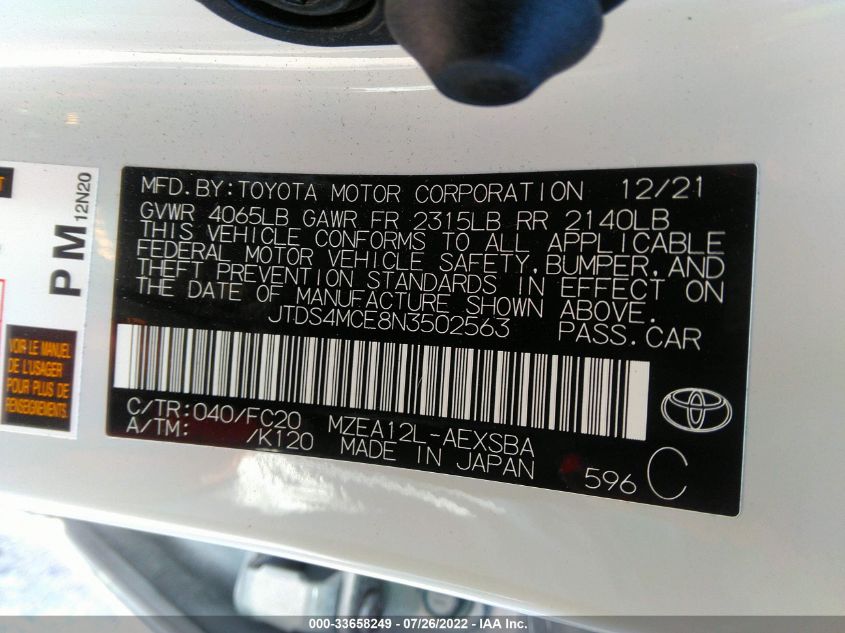 MFD.BY:TOYOTA MOTOR CORPORATION 12/21
GVWR 4065LB GAWR FR 2315LB RR 2140LB
THIS VEHICLE CONFORMS TO ALL APPLICABLE
FEDERAL MOTOR VEHICLE SAFETY,BUMPER,AND
THEFT PREVENTION STANDARDS IN EFFECT ON
THE DATE OF MANUFACTURE SHOWN ABOVE.
JTDS4MCE8N3502563 PASS.CAR
C/TR:040/FC20 MZEA12L-AEXSBA
A/TM: /K120 MADE IN JAPAN
596 C
PM 12N20
VOIR LE MANUEL
DE L'USAGER
POUR PLUS DE
RENSEIGNEMENTS.
000-33658249 - 07/26/2022 - IAA Inc.